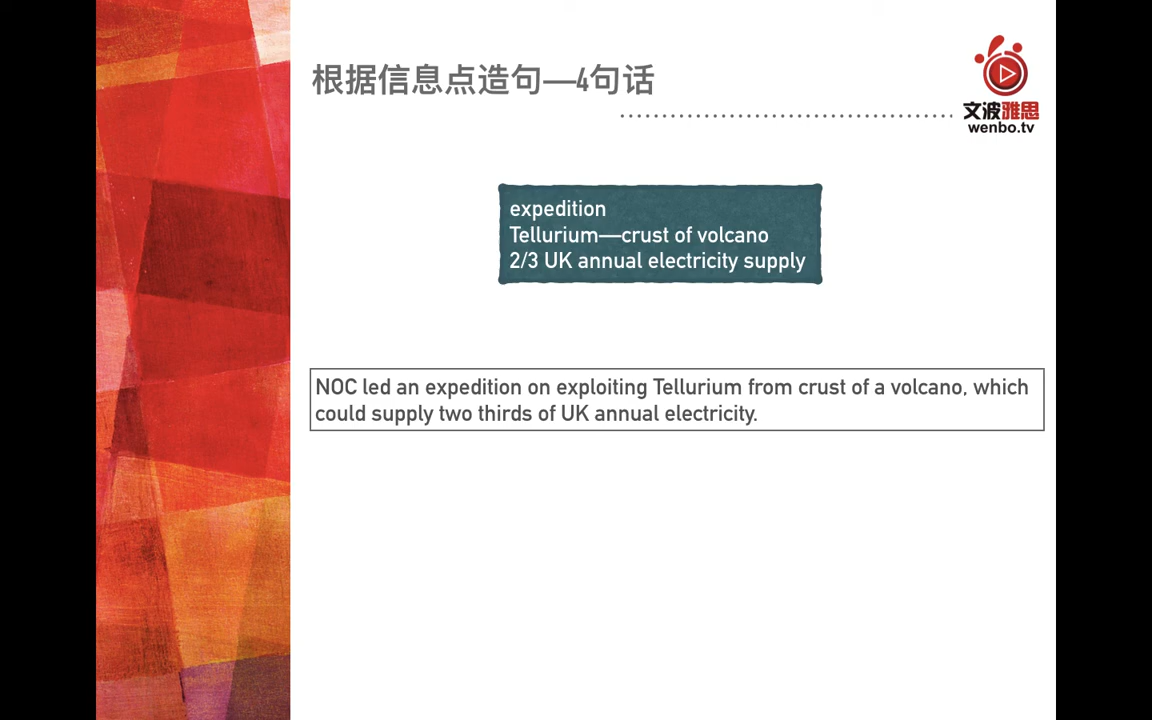 根据信息点造句—4句话
文波雅思
wenbo.tv
expedition
Tellurium—crust of volcano
2/3 UK annual electricity supply
NOC led an expedition on exploiting Tellurium from crust of a volcano, which
could supply two thirds of UK annual electricity.